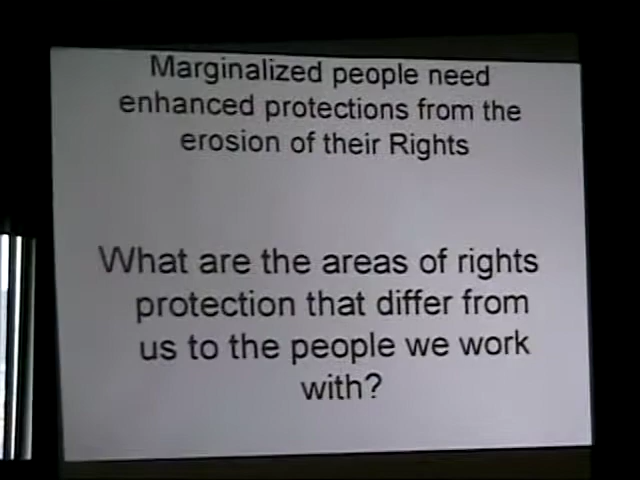 Marginalized people need
enhanced protections from the
erosion of their Rights
What are the areas of rights
protection that differ from
us to the people we work
with?